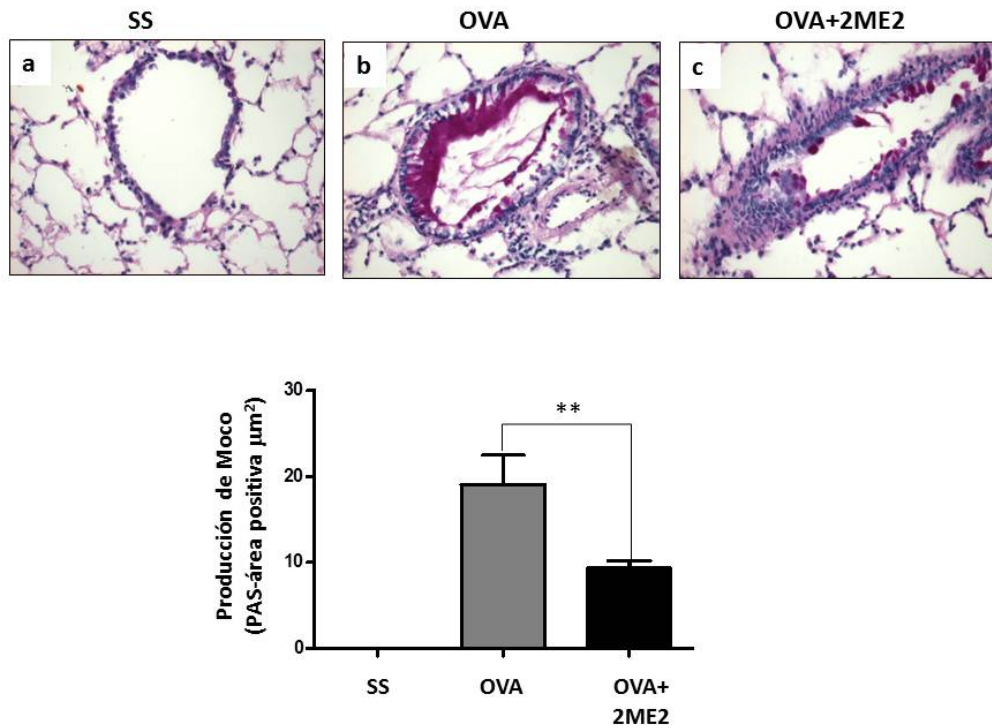 SS
OVA
OVA+2ME2
a
b
c
Producción de Moco
(PAS-área positiva µm²)
30
20
10
0
**
SS
OVA
OVA+
2ME2